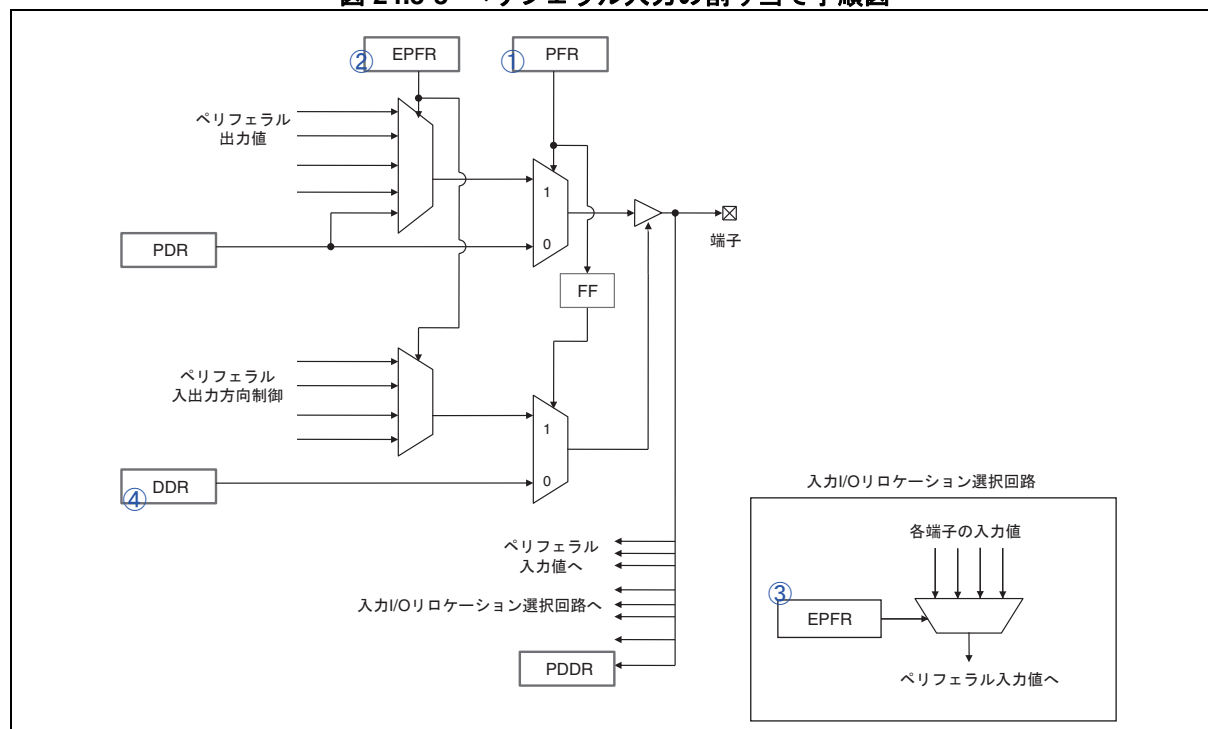 ② EPFR
① PFR
ペリフェラル
出力値
1
0
PDR
端子
FF
ペリフェラル
入出力方向制御
1
0
④ DDR
入力I/Oリロケーション選択回路
各端子の入力値
③ EPFR
ペリフェラル入力値へ
ペリフェラル
入力値へ
入力I/Oリロケーション選択回路へ
PDDR